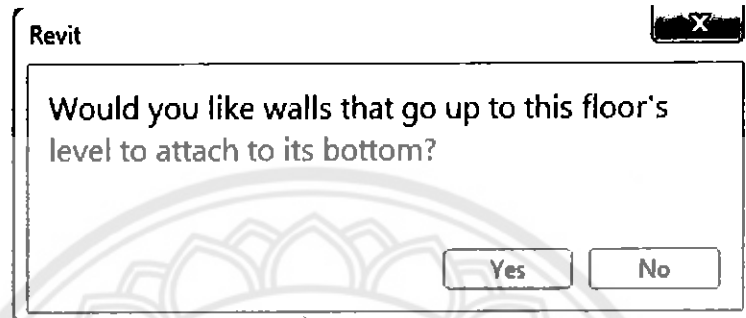 Revit
X
Would you like walls that go up to this floor's
level to attach to its bottom?
Yes No